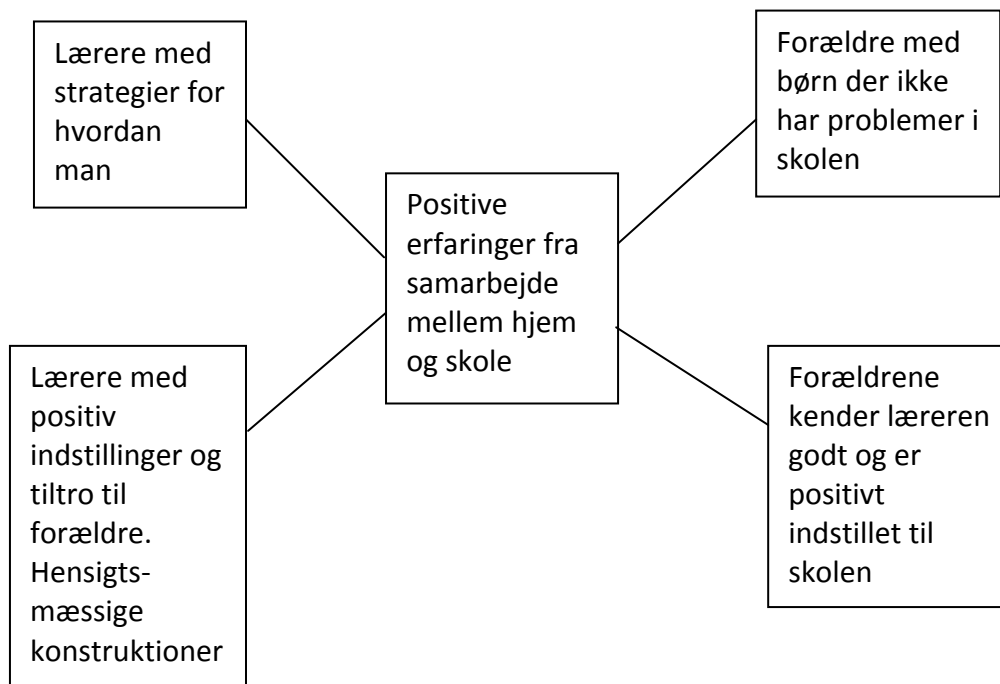 Lærere med
strategier for
hvordan
man
Forældre med
børn der ikke
har problemer i
skolen
Positive
erfaringer fra
samarbejde
mellem hjem
og skole
Lærere med
positiv
indstillinger og
tiltro til
forældre.
Hensigts-
mæssige
konstruktioner
Forældrene
kender læreren
godt og er
positivt
indstillet til
skolen